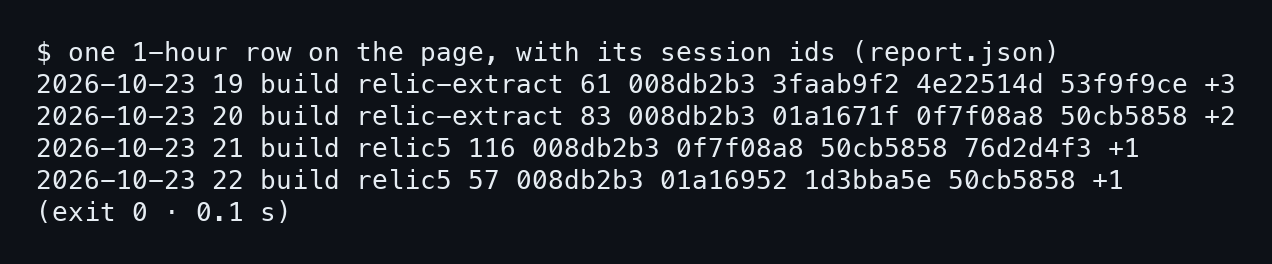 $ one 1-hour row on the page, with its session ids (report.json)
2026-10-23 19 build relic-extract 61 008db2b3 3faab9f2 4e22514d 53f9f9ce +3
2026-10-23 20 build relic-extract 83 008db2b3 01a1671f 0f7f08a8 50cb5858 +2
2026-10-23 21 build relic5 116 008db2b3 0f7f08a8 50cb5858 76d2d4f3 +1
2026-10-23 22 build relic5 57 008db2b3 01a16952 1d3bba5e 50cb5858 +1
(exit 0 · 0.1 s)